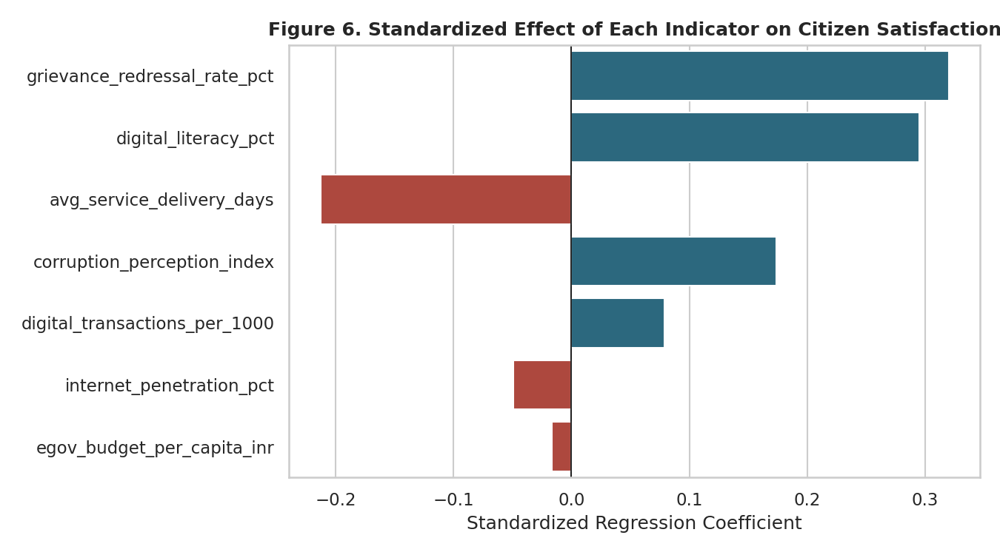 Figure 6. Standardized Effect of Each Indicator on Citizen Satisfaction
grievance_redressal_rate_pct
digital_literacy_pct
avg_service_delivery_days
corruption_perception_index
digital_transactions_per_1000
internet_penetration_pct
egov_budget_per_capita_inr
−0.2 −0.1 0.0 0.1 0.2 0.3
Standardized Regression Coefficient